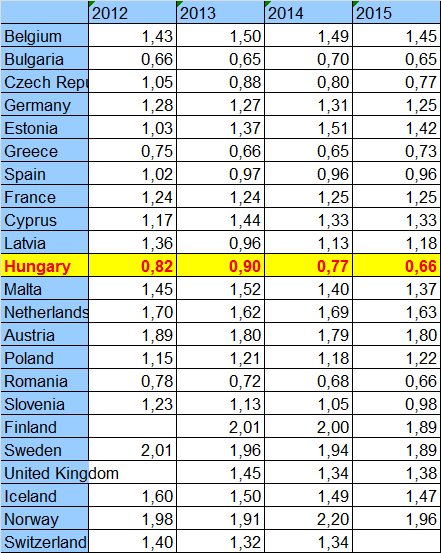 2012 2013 2014 2015
Belgium 1,43 1,50 1,49 1,45
Bulgaria 0,66 0,65 0,70 0,65
Czech Repu 1,05 0,88 0,80 0,77
Germany 1,28 1,27 1,31 1,25
Estonia 1,03 1,37 1,51 1,42
Greece 0,75 0,66 0,65 0,73
Spain 1,02 0,97 0,96 0,96
France 1,24 1,24 1,25 1,25
Cyprus 1,17 1,44 1,33 1,33
Latvia 1,36 0,96 1,13 1,18
Hungary 0,82 0,90 0,77 0,66
Malta 1,45 1,52 1,40 1,37
Netherlands 1,70 1,62 1,69 1,63
Austria 1,89 1,80 1,79 1,80
Poland 1,15 1,21 1,18 1,22
Romania 0,78 0,72 0,68 0,66
Slovenia 1,23 1,13 1,05 0,98
Finland 2,01 2,00 1,89
Sweden 2,01 1,96 1,94 1,89
United Kingdom 1,45 1,34 1,38
Iceland 1,60 1,50 1,49 1,47
Norway 1,98 1,91 2,20 1,96
Switzerland 1,40 1,32 1,34